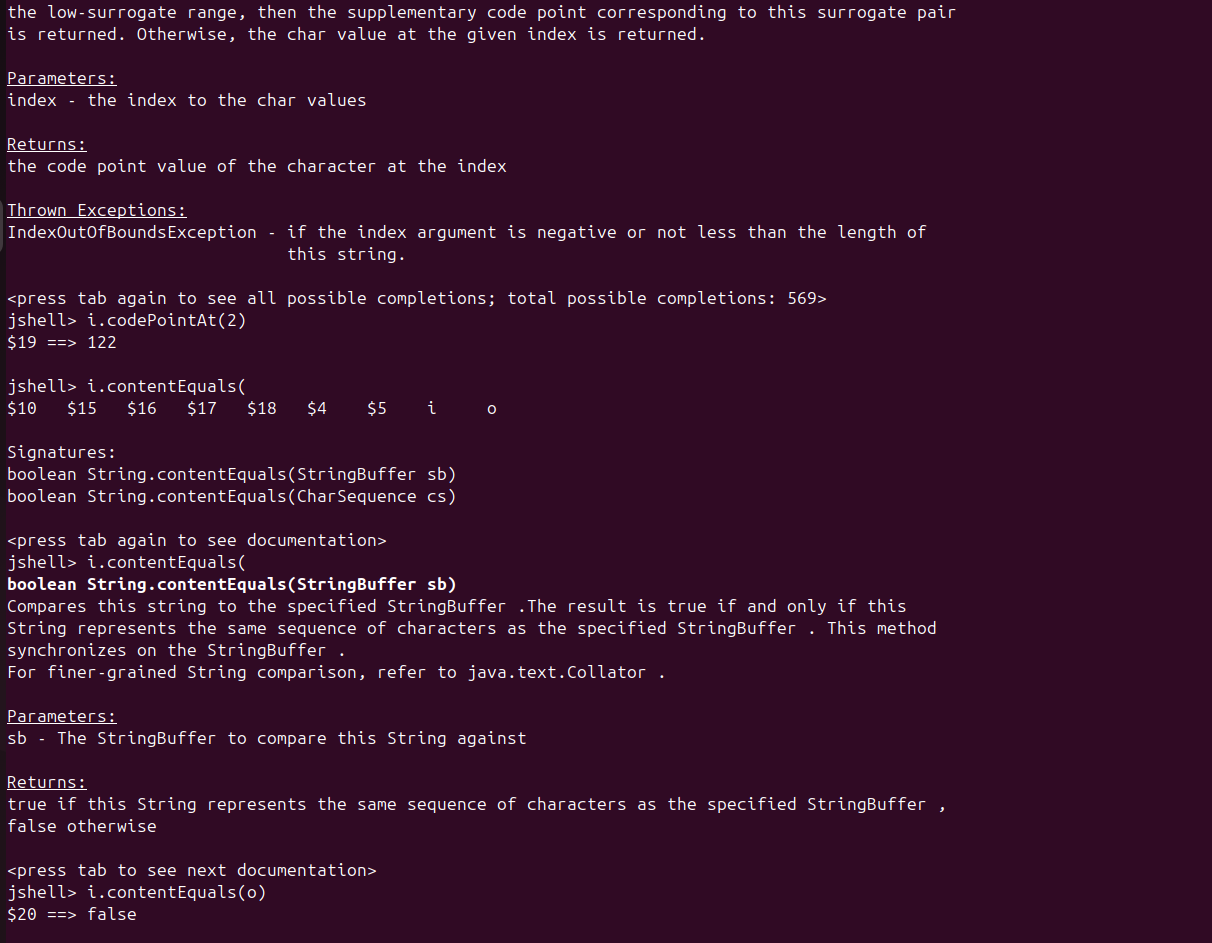 the low-surrogate range, then the supplementary code point corresponding to this surrogate pair
is returned. Otherwise, the char value at the given index is returned.
Parameters:
index - the index to the char values
Returns:
the code point value of the character at the index
Thrown Exceptions:
IndexOutOfBoundsException - if the index argument is negative or not less than the length of
this string.
<press tab again to see all possible completions; total possible completions: 569>
jshell> i.codePointAt(2)
$19 ==> 122
jshell> i.contentEquals(
$10   $15   $16   $17   $18   $4    $5    i     o
Signatures:
boolean String.contentEquals(StringBuffer sb)
boolean String.contentEquals(CharSequence cs)
<press tab again to see documentation>
jshell> i.contentEquals(
boolean String.contentEquals(StringBuffer sb)
Compares this string to the specified StringBuffer .The result is true if and only if this
String represents the same sequence of characters as the specified StringBuffer . This method
synchronizes on the StringBuffer .
For finer-grained String comparison, refer to java.text.Collator .
Parameters:
sb - The StringBuffer to compare this String against
Returns:
true if this String represents the same sequence of characters as the specified StringBuffer ,
false otherwise
<press tab to see next documentation>
jshell> i.contentEquals(o)
$20 ==> false